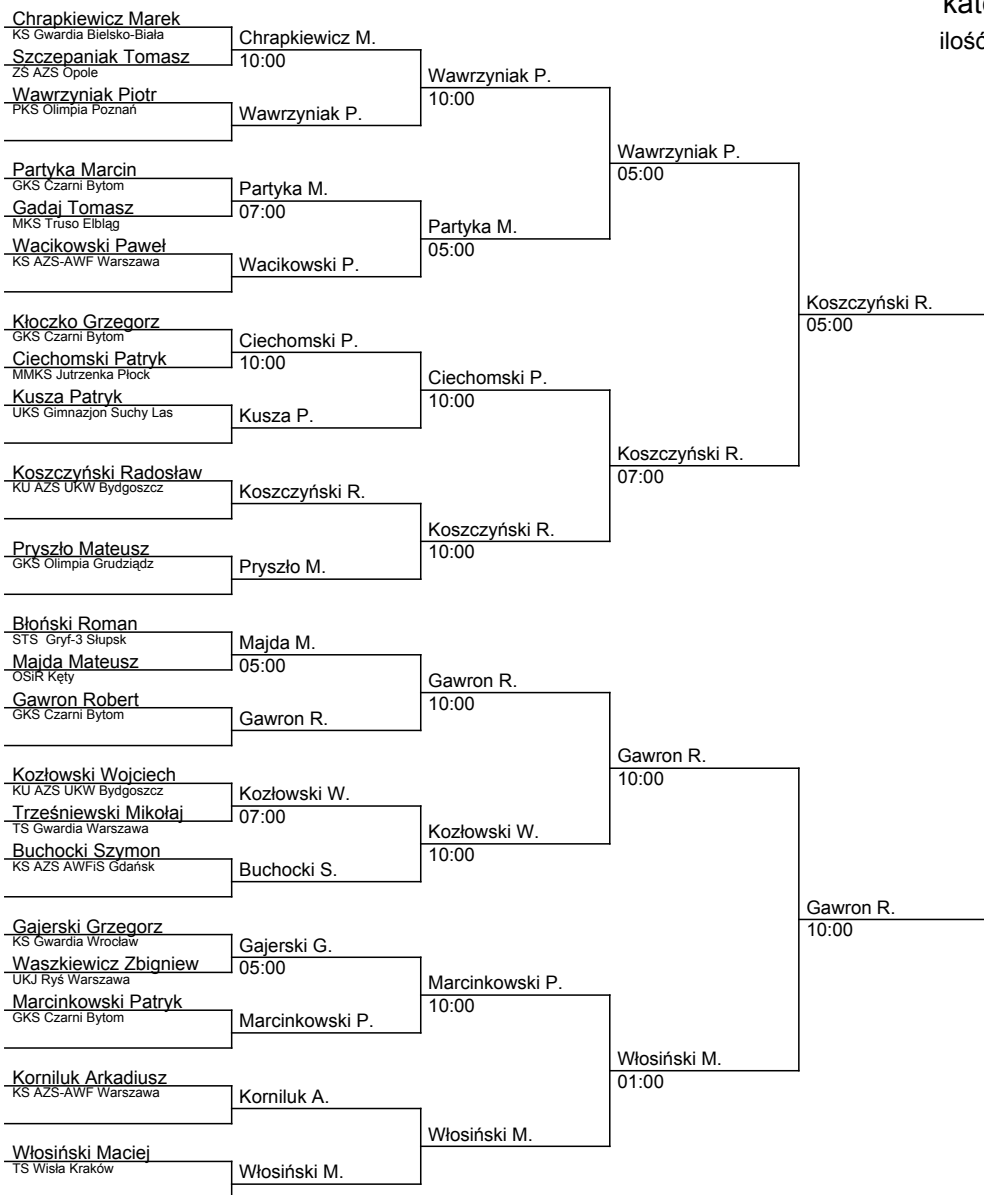 kate
ilość
Chrapkiewicz Marek
KS Gwardia Bielsko-Biała
Szczepaniak Tomasz
ZŚ AZS Opole
Wawrzyniak Piotr
PKS Olimpia Poznań
Partyka Marcin
GKS Czarni Bytom
Gadaj Tomasz
MKS Truso Elbląg
Wacikowski Paweł
KS AZS-AWF Warszawa
Kłoczko Grzegorz
GKS Czarni Bytom
Ciechomski Patryk
MMKS Jutrzenka Płock
Kusza Patryk
UKS Gimnazjon Suchy Las
Koszczyński Radosław
KU AZS UKW Bydgoszcz
Pryszło Mateusz
GKS Olimpia Grudziądz
Błoński Roman
STS Gryf-3 Słupsk
Majda Mateusz
OSiR Kęty
Gawron Robert
GKS Czarni Bytom
Kozłowski Wojciech
KU AZS UKW Bydgoszcz
Trześniewski Mikołaj
TS Gwardia Warszawa
Buchocki Szymon
KS AZS AWFiS Gdańsk
Gajerski Grzegorz
KS Gwardia Wrocław
Waszkiewicz Zbigniew
UKJ Ryś Warszawa
Marcinkowski Patryk
GKS Czarni Bytom
Korniluk Arkadiusz
KS AZS-AWF Warszawa
Włosiński Maciej
TS Wisła Kraków
Chrapkiewicz M.
10:00
Wawrzyniak P.
Partyka M.
07:00
Wacikowski P.
Ciechomski P.
10:00
Kusza P.
Koszczyński R.
Pryszło M.
Majda M.
05:00
Gawron R.
Kozłowski W.
07:00
Buchocki S.
Gajerski G.
05:00
Marcinkowski P.
Korniluk A.
Włosiński M.
Wawrzyniak P.
10:00
Partyka M.
05:00
Ciechomski P.
10:00
Koszczyński R.
10:00
Gawron R.
10:00
Kozłowski W.
10:00
Marcinkowski P.
10:00
Włosiński M.
Wawrzyniak P.
05:00
Koszczyński R.
07:00
Gawron R.
10:00
Włosiński M.
01:00
Koszczyński R.
05:00
Gawron R.
10:00